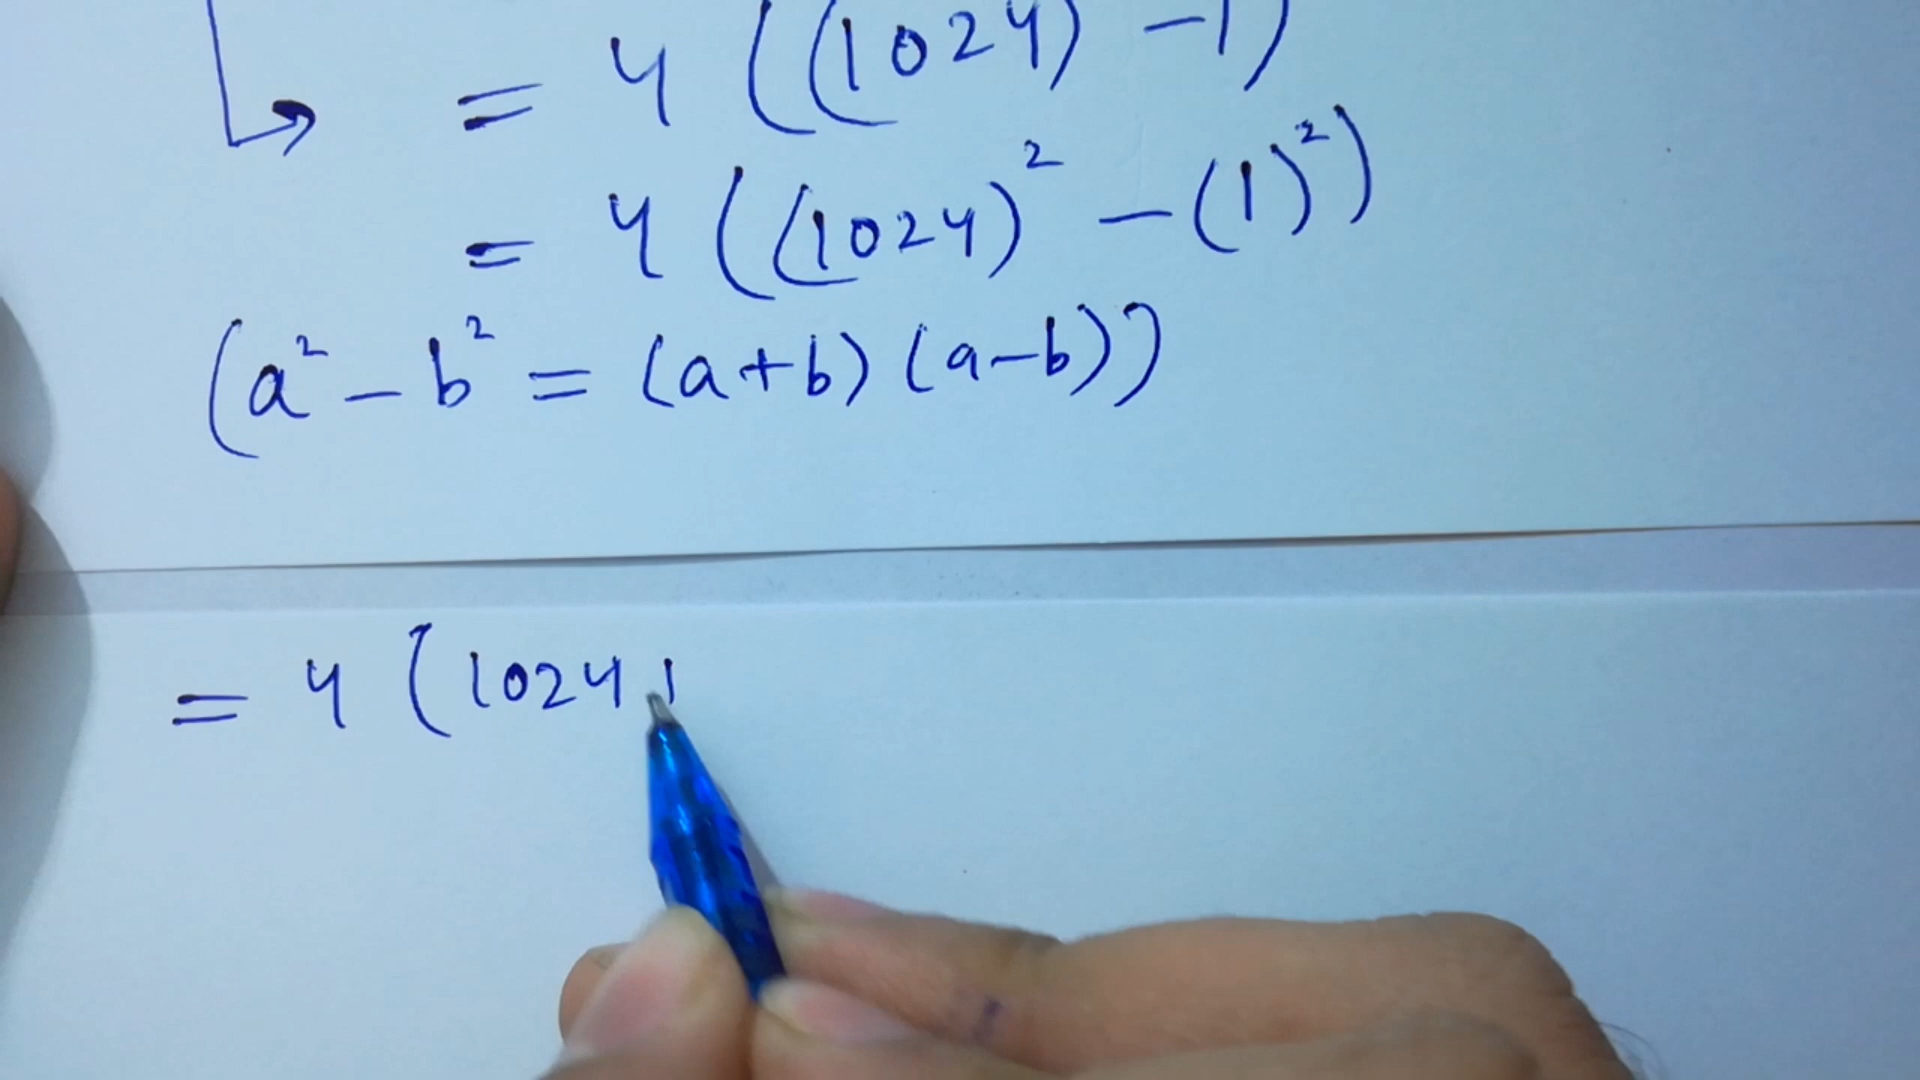 = 4 ((1024) - 1)
= 4 ((1024)² - (1)²)
(a² - b² = (a+b) (a-b))
= 4 (1024